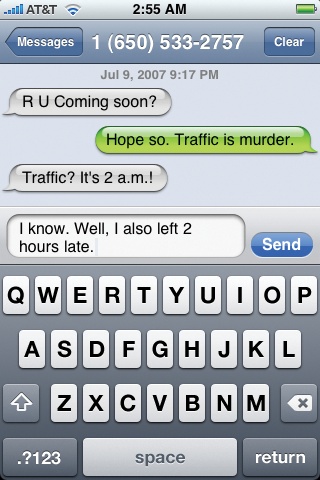 AT&T 2:55 AM
Messages 1 (650) 533-2757 Clear
Jul 9, 2007 9:17 PM
R U Coming soon?
Hope so. Traffic is murder.
Traffic? It's 2 a.m.!
I know. Well, I also left 2
hours late.
Send
Q W E R T Y U I O P
A S D F G H J K L
Z X C V B N M
.?123 space return